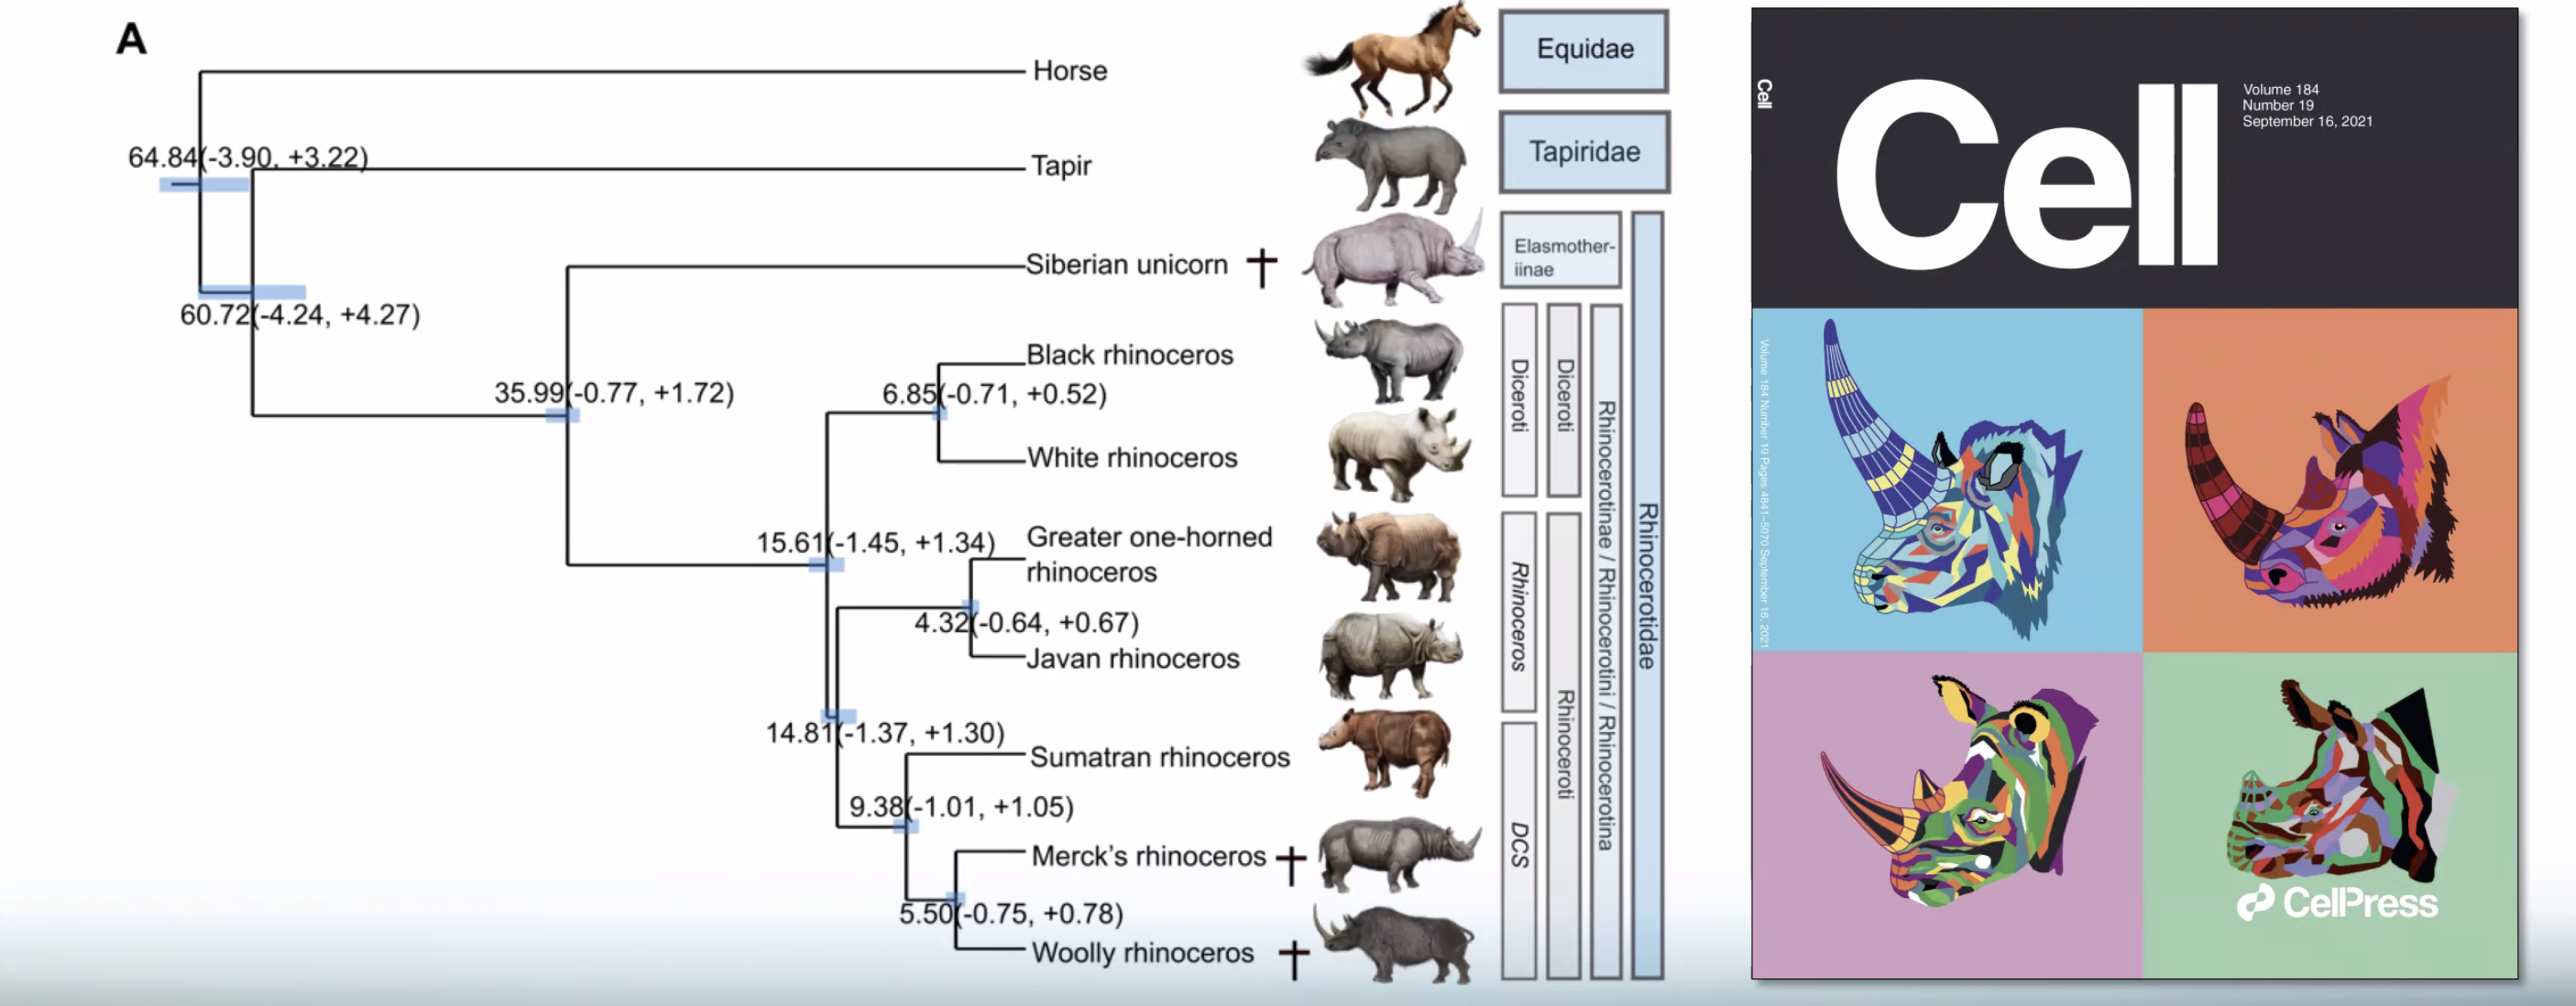 A
Horse
Equidae
64.84(-3.90, +3.22)
Tapir
Tapiridae
60.72(-4.24, +4.27)
Siberian unicorn †
Elasmother-
iinae
35.99(-0.77, +1.72)
Black rhinoceros
6.85(-0.71, +0.52)
White rhinoceros
15.61(-1.45, +1.34)
Greater one-horned
rhinoceros
4.32(-0.64, +0.67)
Javan rhinoceros
14.81(-1.37, +1.30)
Sumatran rhinoceros
9.38(-1.01, +1.05)
Merck's rhinoceros †
5.50(-0.75, +0.78)
Woolly rhinoceros †
Diceroti
Diceroti
Rhinoceros
Rhinoceroti
DCS
Rhinocerotinae / Rhinocerotini / Rhinocerotina
Rhinocerotidae
Cell
Cell
Volume 184
Number 19
September 16, 2021
Volume 184 Number 19 Pages 4841–5070 September 16, 2021
CellPress